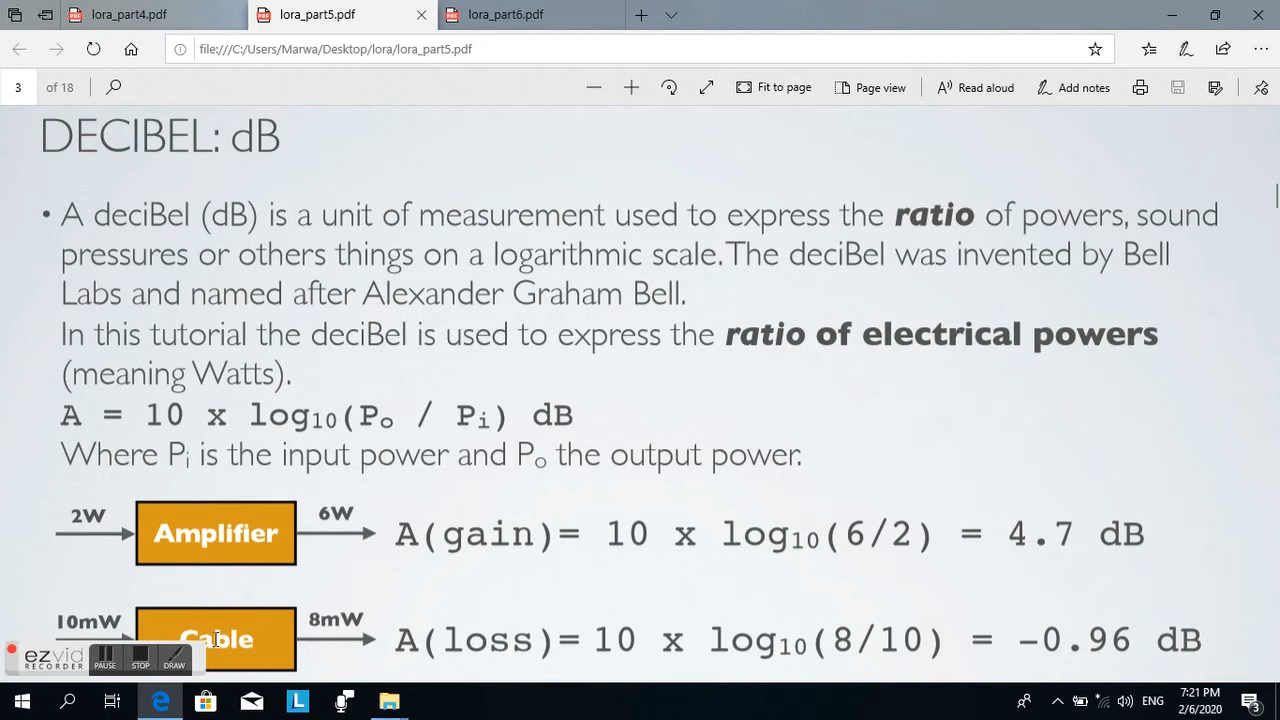 lora_part4.pdf lora_part5.pdf lora_part6.pdf
file:///C:/Users/Marwa/Desktop/lora/lora_part5.pdf
3 of 18 Fit to page Page view Read aloud Add notes
DECIBEL: dB
• A deciBel (dB) is a unit of measurement used to express the ratio of powers, sound
pressures or others things on a logarithmic scale. The deciBel was invented by Bell
Labs and named after Alexander Graham Bell.
In this tutorial the deciBel is used to express the ratio of electrical powers
(meaning Watts).
A = 10 x log10(Po / Pi) dB
Where Pi is the input power and Po the output power.
2W Amplifier 6W A(gain)= 10 x log10(6/2) = 4.7 dB
10mW Cable 8mW A(loss)= 10 x log10(8/10) = -0.96 dB
ezvid RECORDER PAUSE STOP DRAW
ENG 7:21 PM 2/6/2020 3